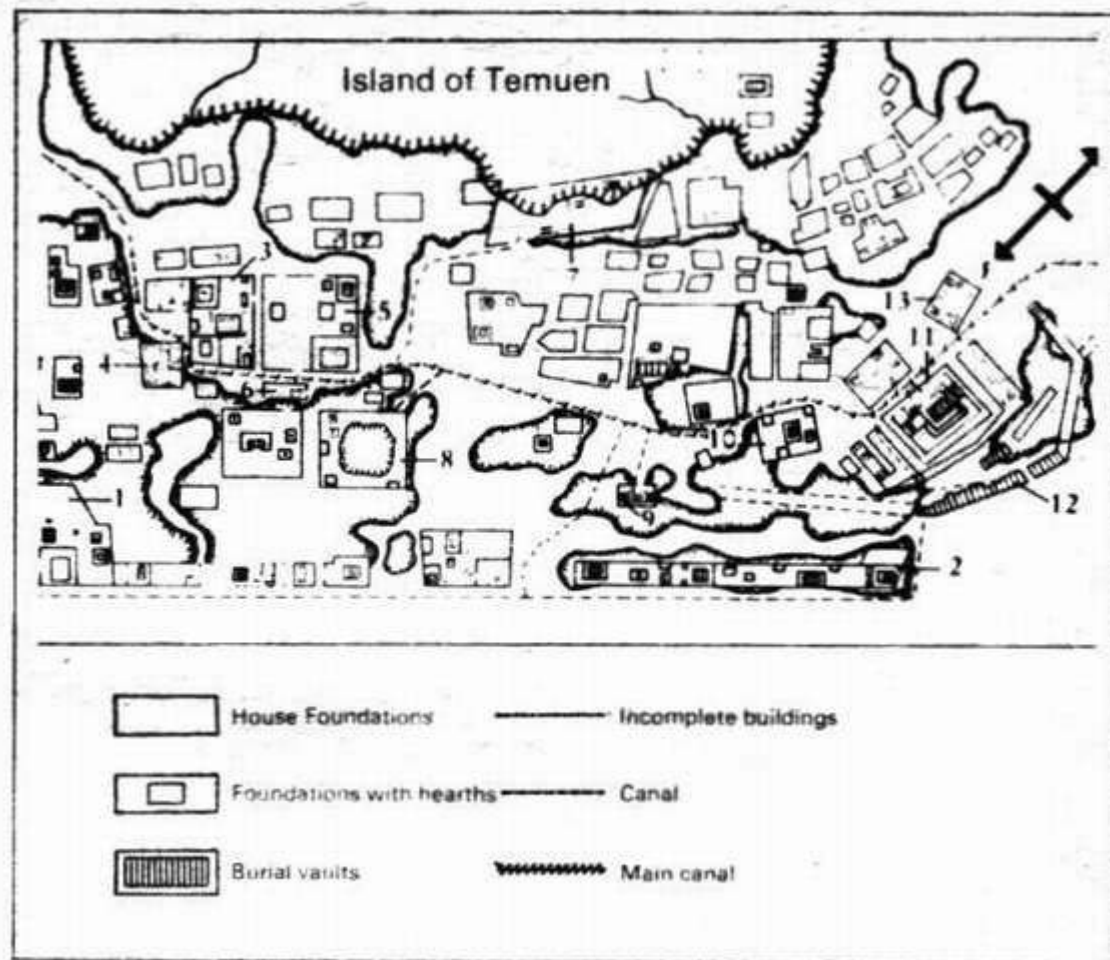 Island of Temuen
3
7
5
13
11
4
6
10
8
9
1
12
2
House Foundations
Incomplete buildings
Foundations with hearths
Canal
Burial vaults
Main canal